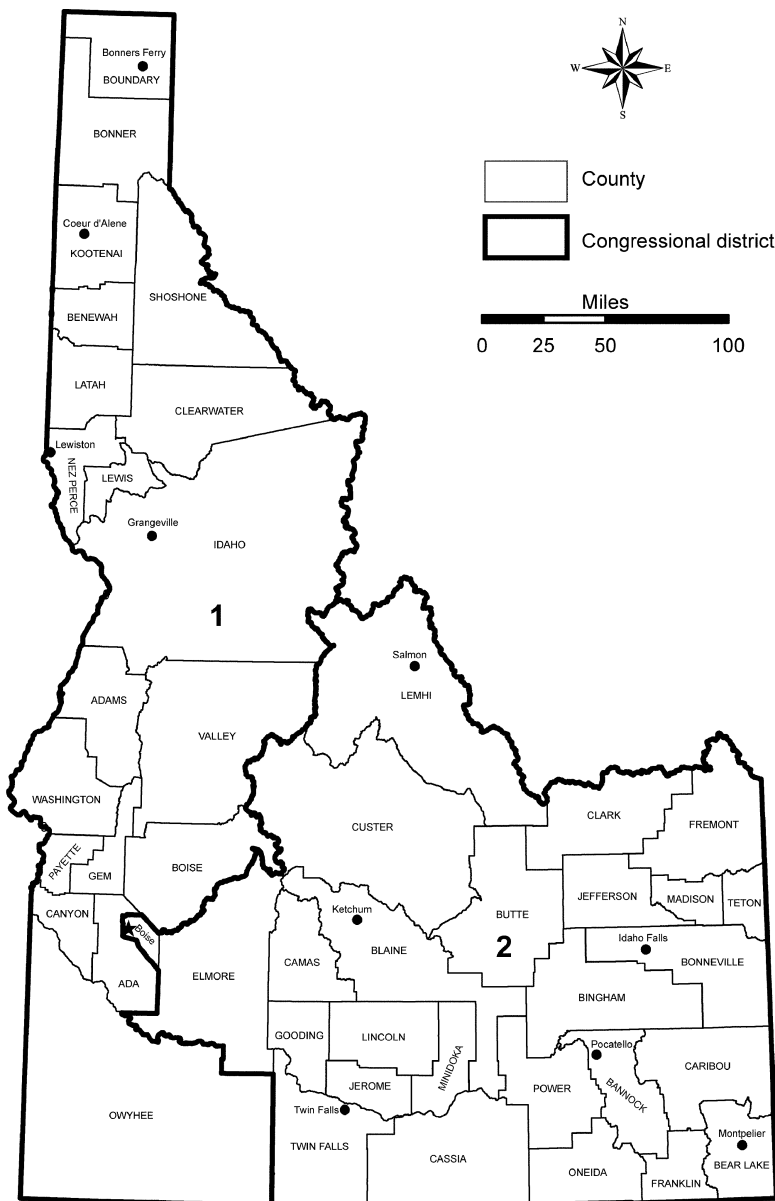 N
W
E
S
Bonners Ferry
BOUNDARY
BONNER
County
Coeur d'Alene
KOOTENAI
Congressional district
SHOSHONE
Miles
0 25 50 100
BENEWAH
LATAH
CLEARWATER
Lewiston
NEZ PERCE
LEWIS
Grangeville
IDAHO
1
Salmon
LEMHI
ADAMS
VALLEY
WASHINGTON
CUSTER
CLARK
FREMONT
PAYETTE
GEM
BOISE
JEFFERSON
MADISON
TETON
CANYON
Boise
Ketchum
BUTTE
2
Idaho Falls
BLAINE
BONNEVILLE
ADA
ELMORE
CAMAS
BINGHAM
GOODING
LINCOLN
MINIDOKA
Pocatello
CARIBOU
JEROME
POWER
BANNOCK
OWYHEE
Twin Falls
TWIN FALLS
CASSIA
Montpelier
BEAR LAKE
ONEIDA
FRANKLIN